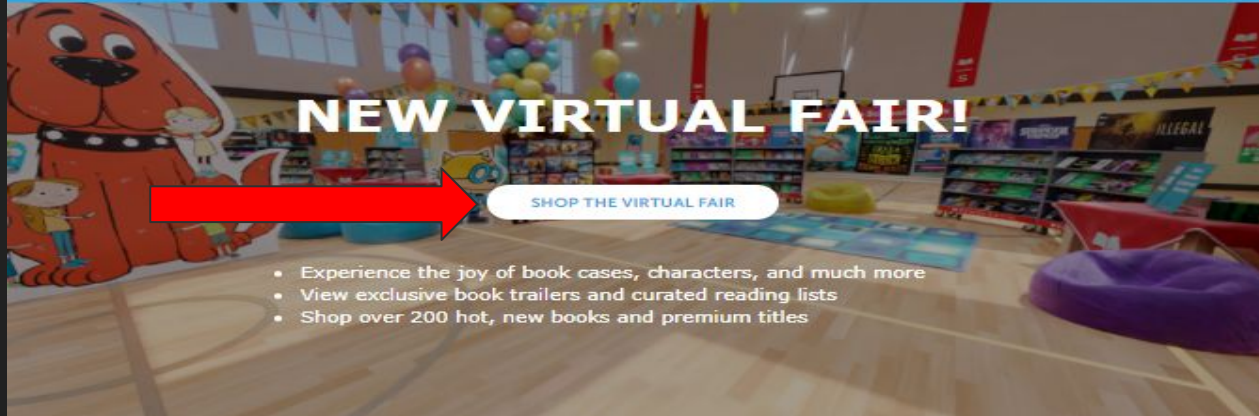 NEW VIRTUAL FAIR!
ILLEGAL
SHOP THE VIRTUAL FAIR
• Experience the joy of book cases, characters, and much more
• View exclusive book trailers and curated reading lists
• Shop over 200 hot, new books and premium titles